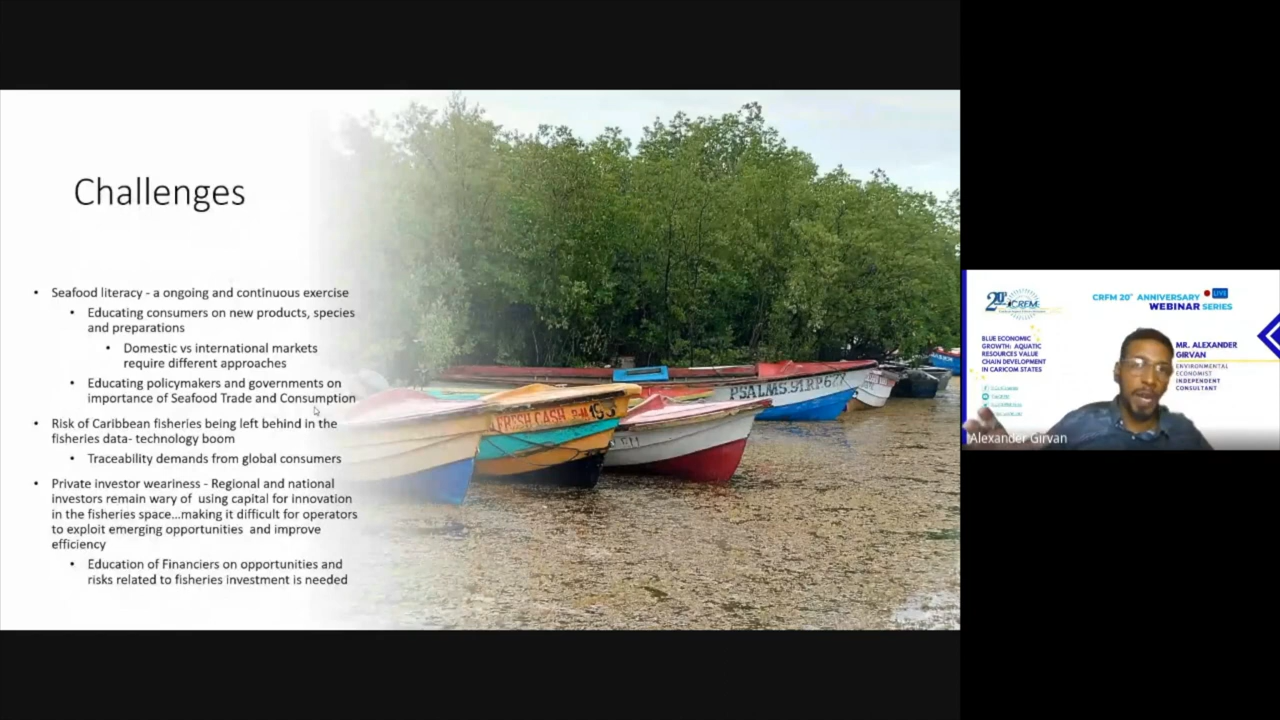 Challenges
• Seafood literacy - a ongoing and continuous exercise
• Educating consumers on new products, species
and preparations
• Domestic vs international markets
require different approaches
• Educating policymakers and governments on
importance of Seafood Trade and Consumption
• Risk of Caribbean fisheries being left behind in the
fisheries data- technology boom
• Traceability demands from global consumers
• Private investor weariness - Regional and national
investors remain wary of using capital for innovation
in the fisheries space...making it difficult for operators
to exploit emerging opportunities and improve
efficiency
• Education of Financiers on opportunities and
risks related to fisheries investment is needed
FRESH CASH
PSALMS 91
20
CRFM
CRFM 20 ANNIVERSARY LIVE
WEBINAR SERIES
BLUE ECONOMIC
GROWTH: AQUATIC
RESOURCES VALUE
CHAIN DEVELOPMENT
IN CARICOM STATES
MR. ALEXANDER
GIRVAN
ENVIRONMENTAL
ECONOMIST
INDEPENDENT
CONSULTANT
Alexander Girvan